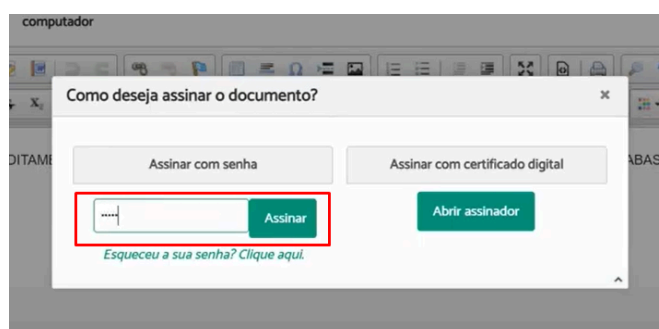 computador
Como deseja assinar o documento?
Assinar com senha
Assinar com certificado digital
Assinar
Abrir assinador
Esqueceu a sua senha? Clique aqui.